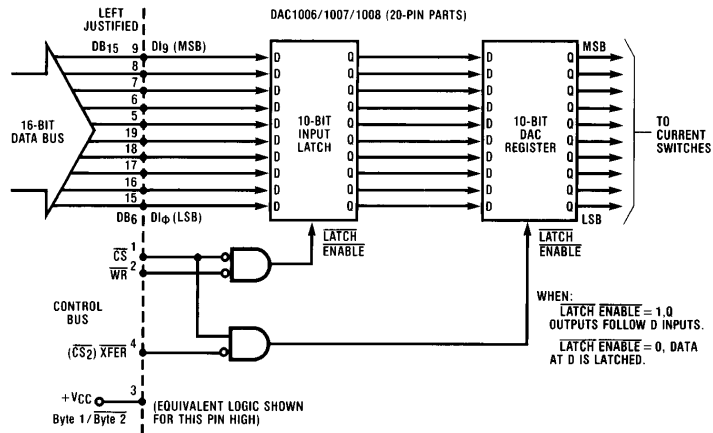 LEFT
JUSTIFIED
DAC1006/1007/1008 (20-PIN PARTS)
DB15 9 DI9 (MSB)
8
7
6
5
19
18
17
16
15
DB6 DIΦ (LSB)
16-BIT
DATA BUS
D Q
D Q
D Q
D Q
D Q
D Q
D Q
D Q
D Q
D Q
10-BIT
INPUT
LATCH
D Q
D Q
D Q
D Q
D Q
D Q
D Q
D Q
D Q
D Q
10-BIT
DAC
REGISTER
MSB
LSB
TO
CURRENT
SWITCHES
LATCH
ENABLE
LATCH
ENABLE
CS 1
WR 2
CONTROL
BUS
(CS2) XFER 4
+VCC 3
Byte 1/Byte 2
(EQUIVALENT LOGIC SHOWN
FOR THIS PIN HIGH)
WHEN:
LATCH ENABLE = 1, Q
OUTPUTS FOLLOW D INPUTS.
LATCH ENABLE = 0, DATA
AT D IS LATCHED.